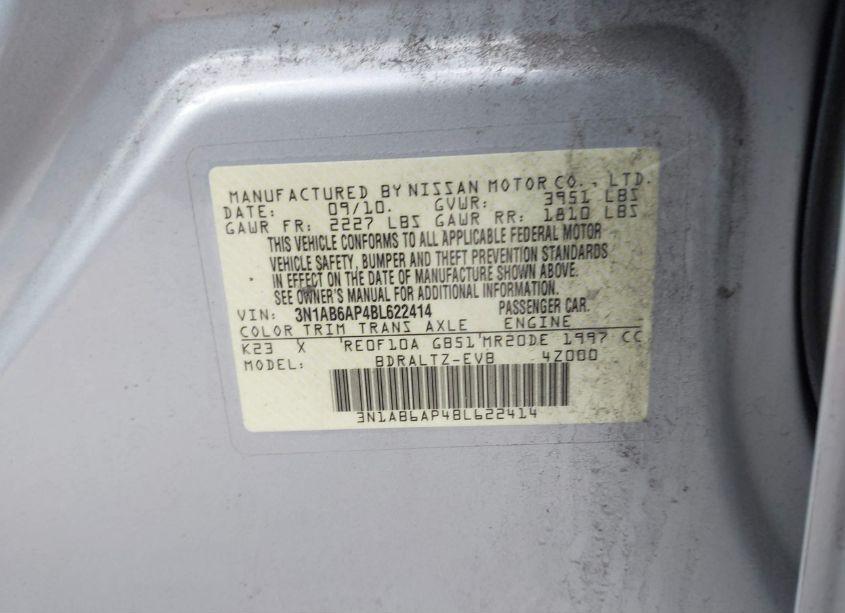 MANUFACTURED BY NISSAN MOTOR CO., LTD.
DATE: 09/10. GVWR: 3951 LBS
GAWR FR: 2227 LBS GAWR RR: 1810 LBS
THIS VEHICLE CONFORMS TO ALL APPLICABLE FEDERAL MOTOR
VEHICLE SAFETY, BUMPER AND THEFT PREVENTION STANDARDS
IN EFFECT ON THE DATE OF MANUFACTURE SHOWN ABOVE.
SEE OWNER'S MANUAL FOR ADDITIONAL INFORMATION.
VIN: 3N1AB6AP4BL622414 PASSENGER CAR.
COLOR TRIM TRANS AXLE ENGINE
K23 X RE0F10A GB51 MR20DE 1997 CC
MODEL: BDRALTZ-EVB 4Z000
3N1AB6AP4BL622414